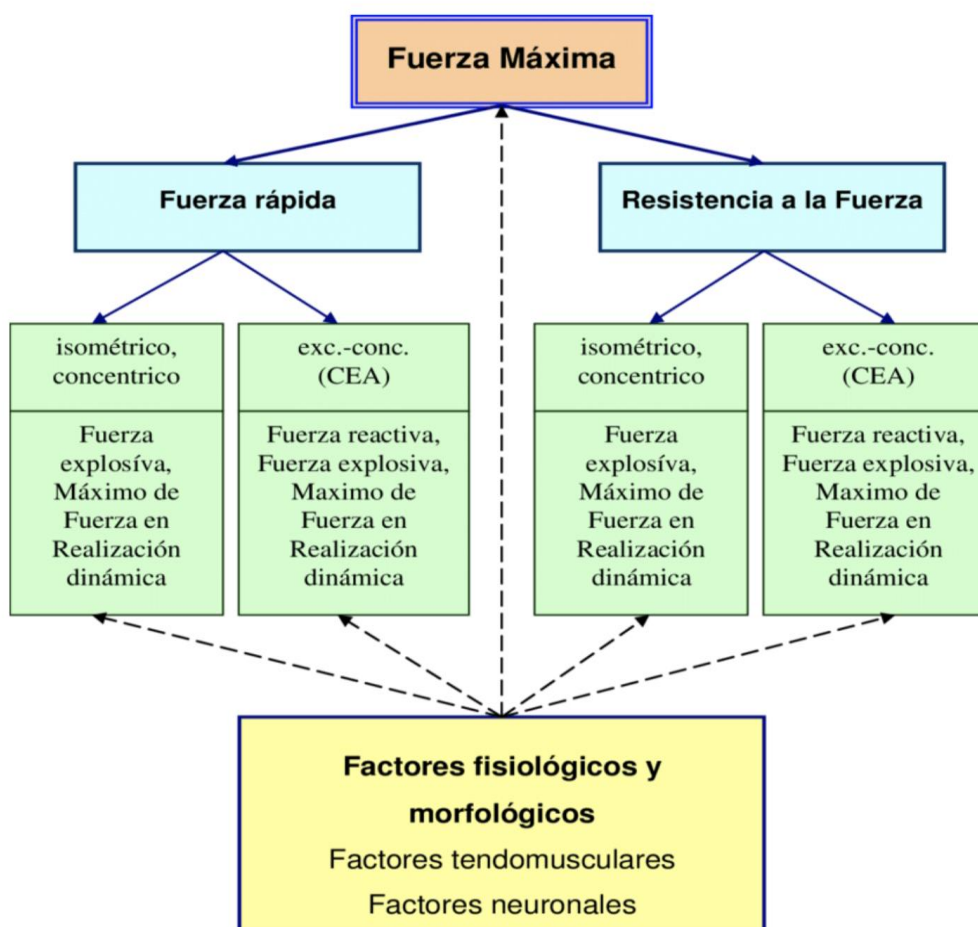 Fuerza Máxima
Fuerza rápida
Resistencia a la Fuerza
isométrico,
concentrico
Fuerza
explosíva,
Máximo de
Fuerza en
Realización
dinámica
exc.-conc.
(CEA)
Fuerza reactiva,
Fuerza explosiva,
Maximo de
Fuerza en
Realización
dinámica
isométrico,
concentrico
Fuerza
explosíva,
Máximo de
Fuerza en
Realización
dinámica
exc.-conc.
(CEA)
Fuerza reactiva,
Fuerza explosiva,
Maximo de
Fuerza en
Realización
dinámica
Factores fisiológicos y
morfológicos
Factores tendomusculares
Factores neuronales